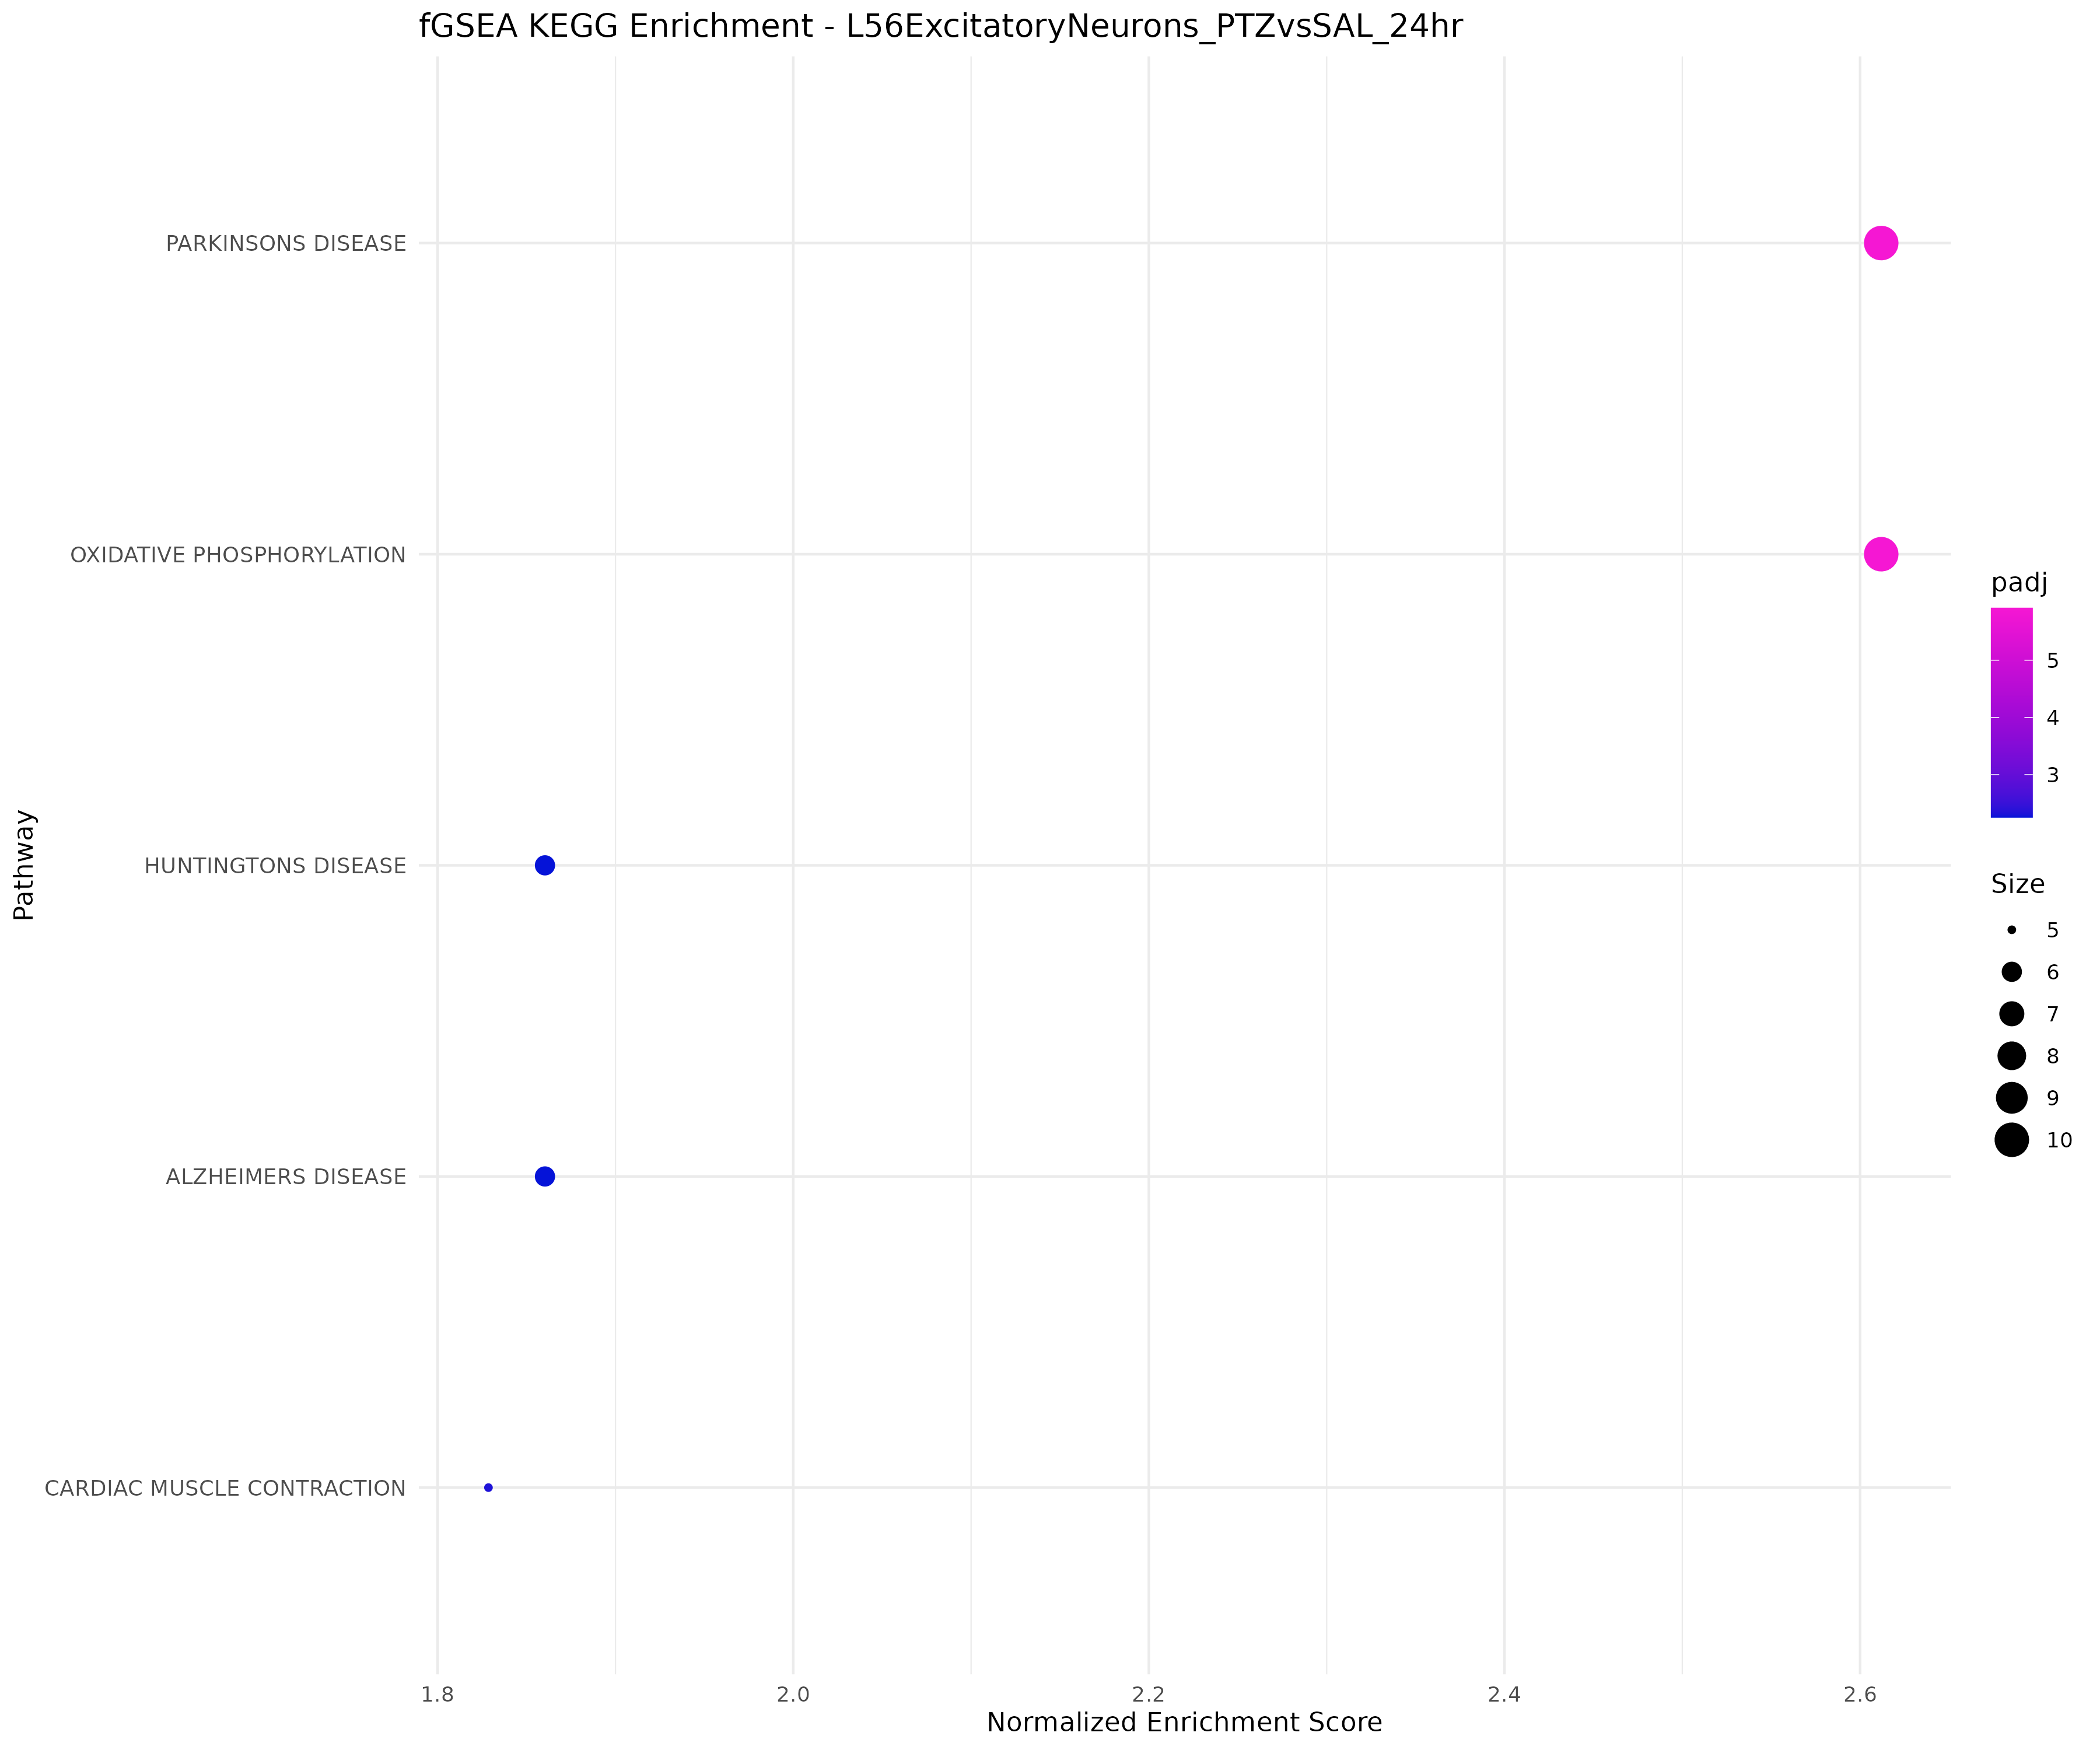 fGSEA KEGG Enrichment - L56ExcitatoryNeurons_PTZvsSAL_24hr
Pathway
PARKINSONS DISEASE
OXIDATIVE PHOSPHORYLATION
HUNTINGTONS DISEASE
ALZHEIMERS DISEASE
CARDIAC MUSCLE CONTRACTION
1.8 2.0 2.2 2.4 2.6
Normalized Enrichment Score
padj
5
4
3
Size
5
6
7
8
9
10